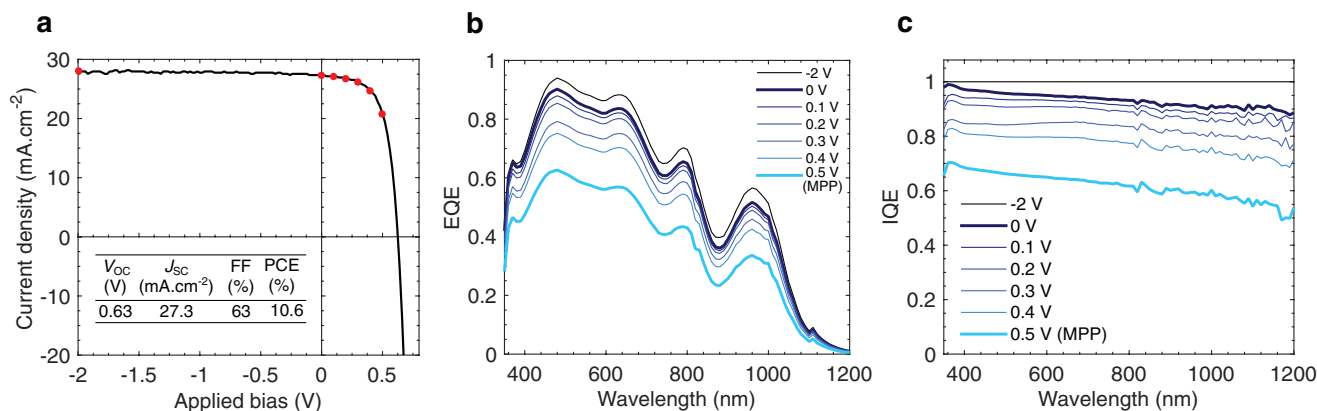 a
Current density (mA.cm-2)
30
20
10
0
-10
-20
-2
-1.5
-1
-0.5
0
0.5
Applied bias (V)
VOC JSC FF PCE
(V) (mA.cm-2) (%) (%)
0.63 27.3 63 10.6
b
EQE
1
0.8
0.6
0.4
0.2
0
400 600 800 1000 1200
Wavelength (nm)
-2 V
0 V
0.1 V
0.2 V
0.3 V
0.4 V
0.5 V
(MPP)
c
IQE
1
0.8
0.6
0.4
0.2
0
400 600 800 1000 1200
Wavelength (nm)
-2 V
0 V
0.1 V
0.2 V
0.3 V
0.4 V
0.5 V (MPP)